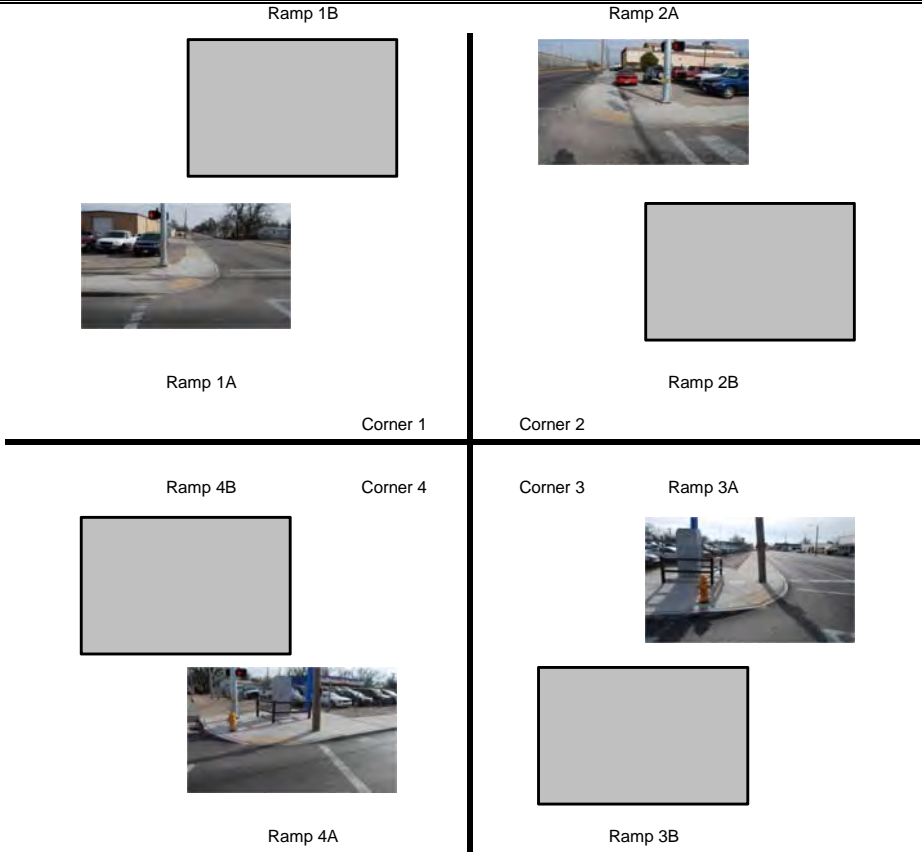 Ramp 1B Ramp 2A
Ramp 1A Ramp 2B
Corner 1 Corner 2
Ramp 4B Corner 4 Corner 3 Ramp 3A
Ramp 4A Ramp 3B